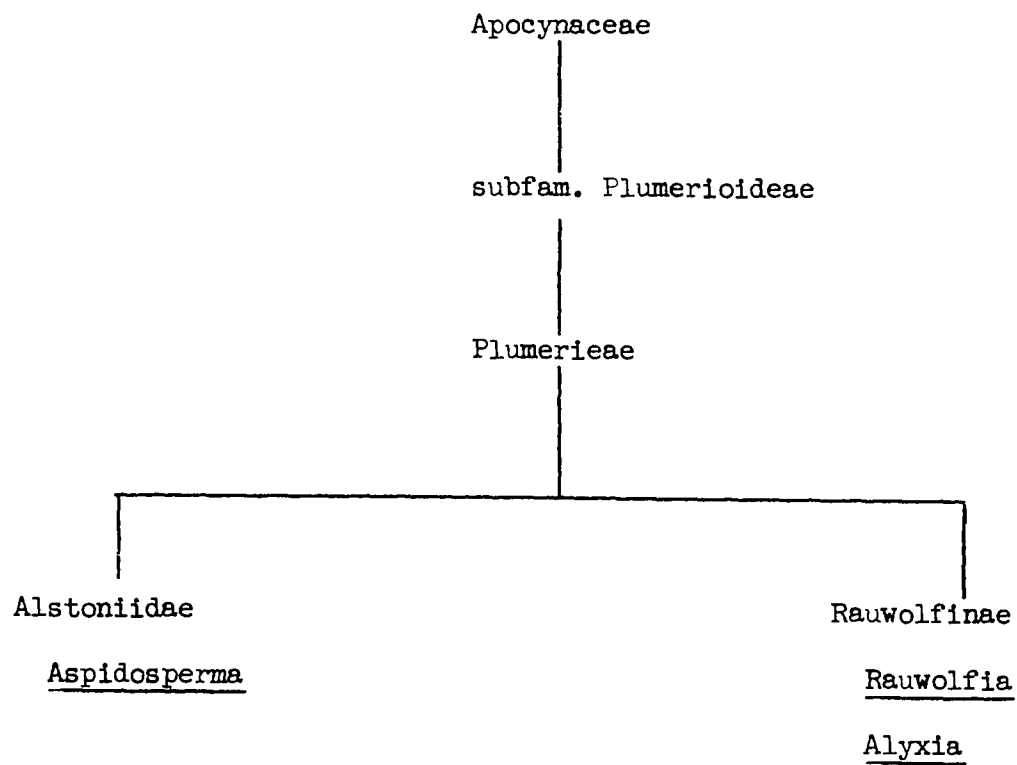 Apocynaceae
subfam. Plumerioideae
Plumerieae
Alstoniidae
Aspidosperma
Rauwolfinae
Rauwolfia
Alyxia